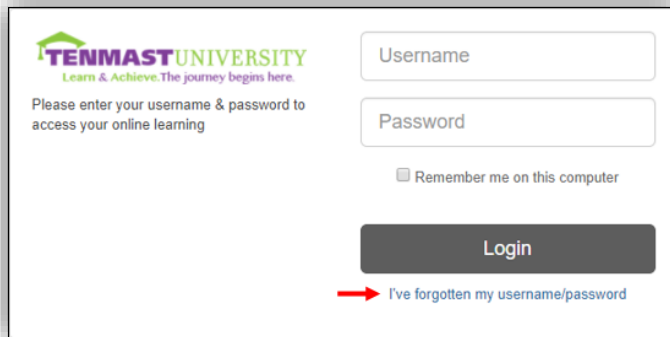 TENMASTUNIVERSITY
Learn & Achieve.The journey begins here.
Please enter your username & password to
access your online learning
Username
Password
Remember me on this computer
Login
I've forgotten my username/password